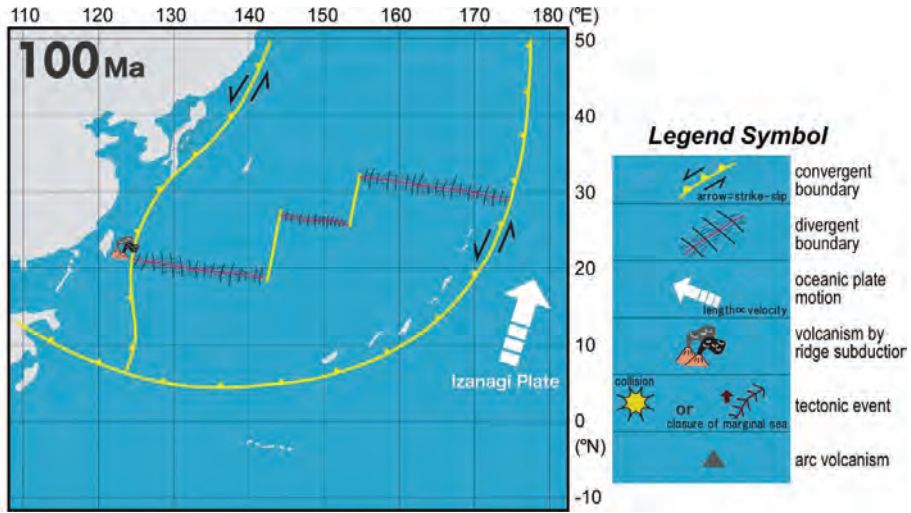 110 120 130 140 150 160 170 180 (°E)
100 Ma
50
40
30
20
10
0
(°N)
-10
Izanagi Plate
Legend Symbol
arrow=strike-slip
convergent
boundary
divergent
boundary
length∝velocity
oceanic plate
motion
volcanism by
ridge subduction
collision
or
closure of marginal sea
tectonic event
arc volcanism